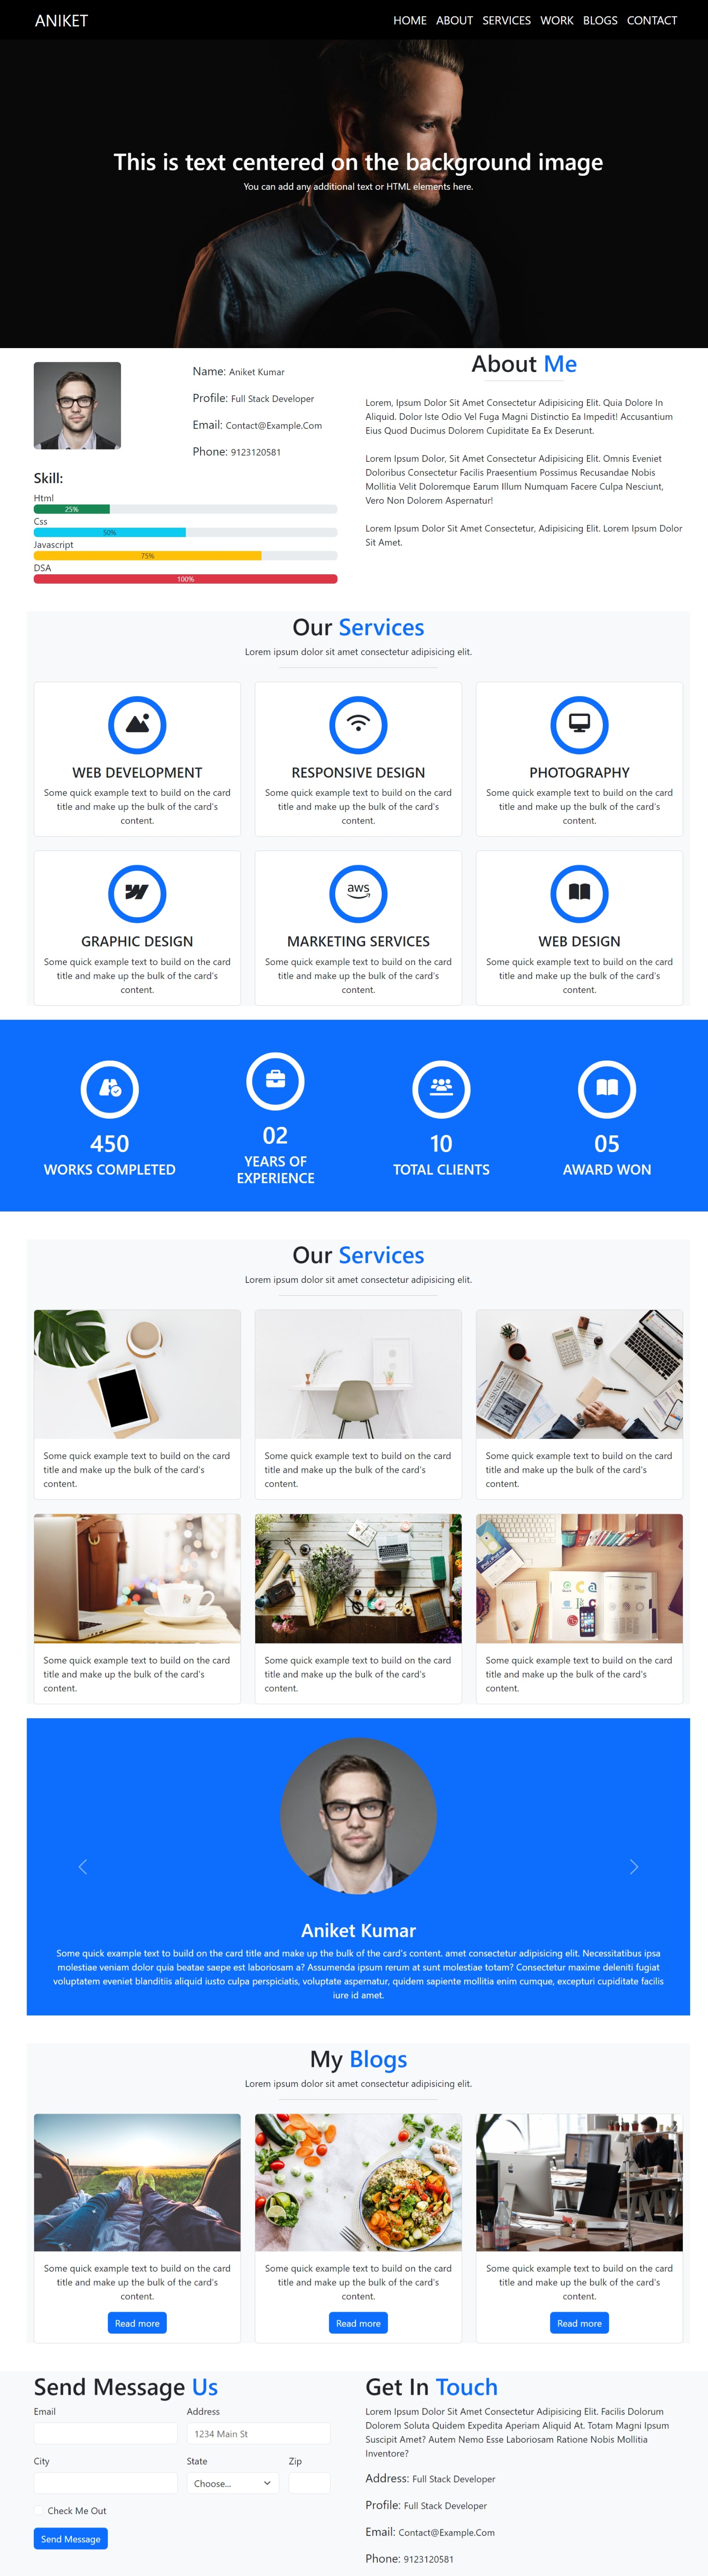 ANIKET
HOME ABOUT SERVICES WORK BLOGS CONTACT
This is text centered on the background image
You can add any additional text or HTML elements here.
Name: Aniket Kumar
Profile: Full Stack Developer
Email: Contact@Example.Com
Phone: 9123120581
Skill:
Html
25%
Css
50%
Javascript
75%
DSA
100%
About Me
Lorem, Ipsum Dolor Sit Amet Consectetur Adipisicing Elit. Quia Dolore In
Aliquid. Dolor Iste Odio Vel Fuga Magni Distinctio Ea Impedit! Accusantium
Eius Quod Ducimus Dolorem Cupiditate Ea Ex Deserunt.
Lorem Ipsum Dolor, Sit Amet Consectetur Adipisicing Elit. Omnis Eveniet
Doloribus Consectetur Facilis Praesentium Possimus Recusandae Nobis
Mollitia Velit Doloremque Earum Illum Numquam Facere Culpa Nesciunt,
Vero Non Dolorem Aspernatur!
Lorem Ipsum Dolor Sit Amet Consectetur, Adipisicing Elit. Lorem Ipsum Dolor
Sit Amet.
Our Services
Lorem ipsum dolor sit amet consectetur adipisicing elit.
WEB DEVELOPMENT
Some quick example text to build on the card
title and make up the bulk of the card's
content.
RESPONSIVE DESIGN
Some quick example text to build on the card
title and make up the bulk of the card's
content.
PHOTOGRAPHY
Some quick example text to build on the card
title and make up the bulk of the card's
content.
GRAPHIC DESIGN
Some quick example text to build on the card
title and make up the bulk of the card's
content.
aws
MARKETING SERVICES
Some quick example text to build on the card
title and make up the bulk of the card's
content.
WEB DESIGN
Some quick example text to build on the card
title and make up the bulk of the card's
content.
450
WORKS COMPLETED
02
YEARS OF
EXPERIENCE
10
TOTAL CLIENTS
05
AWARD WON
Our Services
Lorem ipsum dolor sit amet consectetur adipisicing elit.
Some quick example text to build on the card
title and make up the bulk of the card's
content.
Some quick example text to build on the card
title and make up the bulk of the card's
content.
BUSINESS
Some quick example text to build on the card
title and make up the bulk of the card's
content.
Some quick example text to build on the card
title and make up the bulk of the card's
content.
Some quick example text to build on the card
title and make up the bulk of the card's
content.
Some quick example text to build on the card
title and make up the bulk of the card's
content.
Aniket Kumar
Some quick example text to build on the card title and make up the bulk of the card's content. amet consectetur adipisicing elit. Necessitatibus ipsa
molestiae veniam dolor quia beatae saepe est laboriosam a? Assumenda ipsum rerum at sunt molestiae totam? Consectetur maxime deleniti fugiat
voluptatem eveniet blanditiis aliquid iusto culpa perspiciatis, voluptate aspernatur, quidem sapiente mollitia enim cumque, excepturi cupiditate facilis
iure id amet.
My Blogs
Lorem ipsum dolor sit amet consectetur adipisicing elit.
Some quick example text to build on the card
title and make up the bulk of the card's
content.
Read more
Some quick example text to build on the card
title and make up the bulk of the card's
content.
Read more
Some quick example text to build on the card
title and make up the bulk of the card's
content.
Read more
Send Message Us
Email
Address
1234 Main St
City
State
Zip
Choose...
Check Me Out
Send Message
Get In Touch
Lorem Ipsum Dolor Sit Amet Consectetur Adipisicing Elit. Facilis Dolorum
Dolorem Soluta Quidem Expedita Aperiam Aliquid At. Totam Magni Ipsum
Suscipit Amet? Autem Nemo Esse Laboriosam Ratione Nobis Mollitia
Inventore?
Address: Full Stack Developer
Profile: Full Stack Developer
Email: Contact@Example.Com
Phone: 9123120581